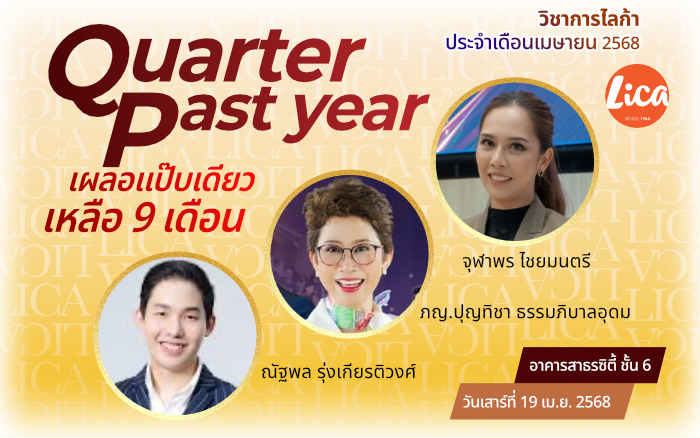 วิชาการไลก้า
ประจำเดือนเมษายน 2568
Quarter
Past year
Lica
since 1946
เผลอแป๊บเดียว
เหลือ 9 เดือน
จุฬาพร ไชยมนตรี
ภญ.ปุญทิชา ธรรมภิบาลอุดม
ณัฐพล รุ่งเกียรติวงศ์
อาคารสาธรซิตี้ ชั้น 6
วันเสาร์ที่ 19 เม.ย. 2568